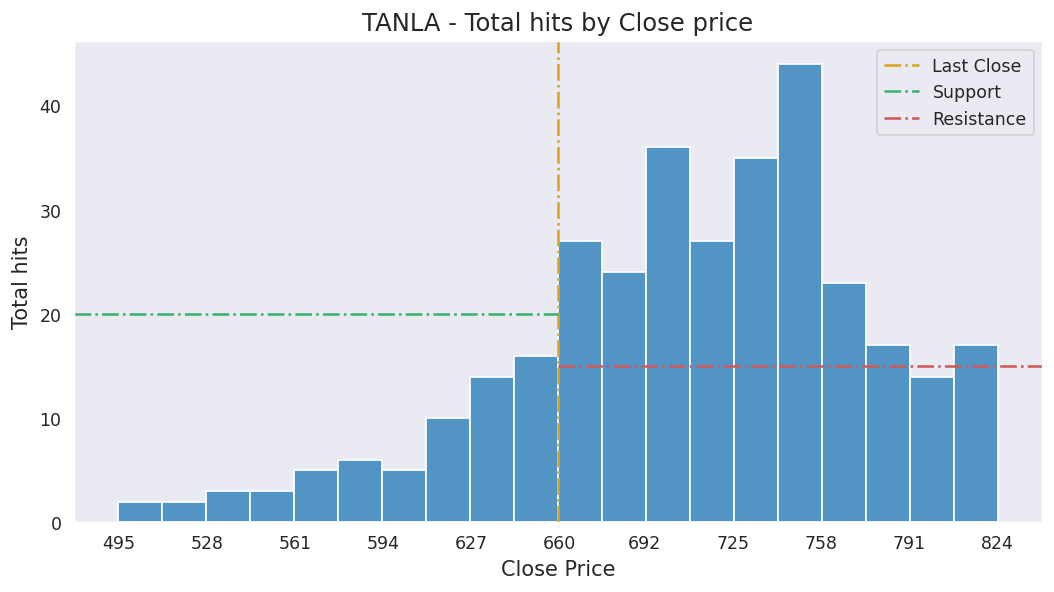 TANLA - Total hits by Close price
Last Close
Support
Resistance
Total hits
40
30
20
10
0
495 528 561 594 627 660 692 725 758 791 824
Close Price